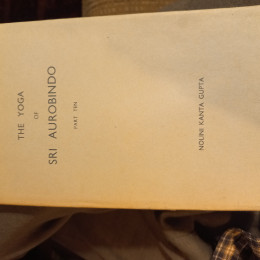 THE YOGA
OF
SRI AUROBINDO
PART TEN
NOLINI KANTA GUPTA